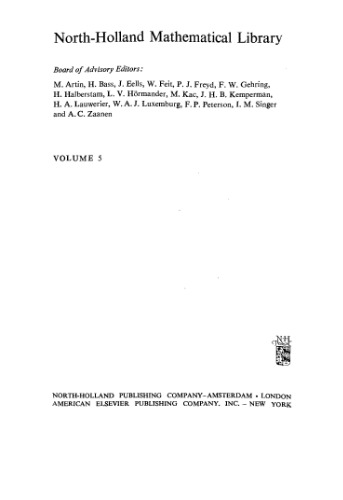 North-Holland Mathematical Library
Board of Advisory Editors:
M. Artin, H. Bass, J. Eells, W. Feit, P. J. Freyd, F. W. Gehring,
H. Halberstam, L. V. Hörmander, M. Kac, J. H. B. Kemperman,
H. A. Lauwerier, W. A. J. Luxemburg, F. P. Peterson, I. M. Singer
and A. C. Zaanen
VOLUME 5
N·H
NORTH-HOLLAND PUBLISHING COMPANY–AMSTERDAM • LONDON
AMERICAN ELSEVIER PUBLISHING COMPANY, INC. – NEW YORK